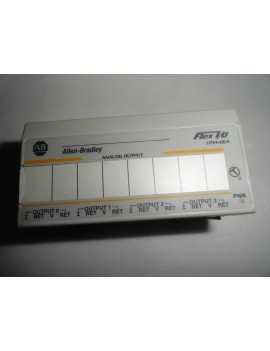 AB
Allen-Bradley
Flex I/O
1794-OE4
ANALOG OUTPUT
OUTPUT 0
OUTPUT 1
OUTPUT 2
OUTPUT 3
I RET V RET
I RET V RET
I RET V RET
I RET V RET
PWR